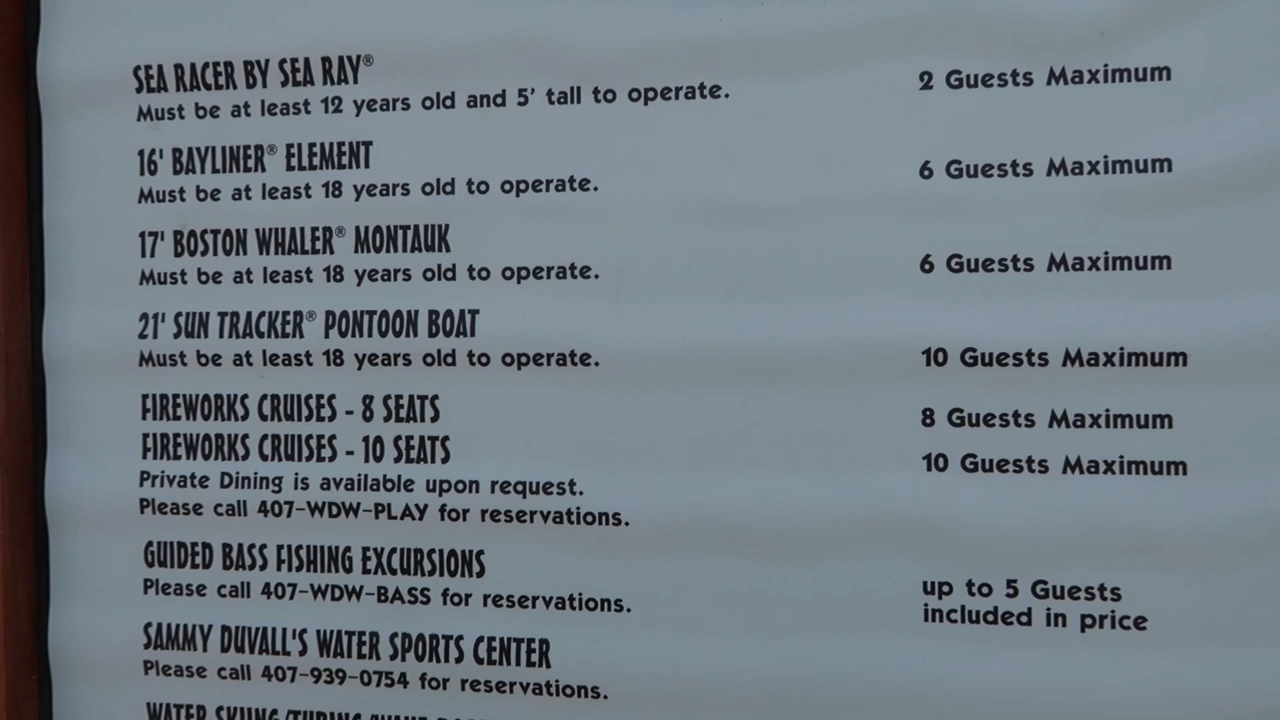 SEA RACER BY SEA RAY®
Must be at least 12 years old and 5' tall to operate.
2 Guests Maximum
16' BAYLINER® ELEMENT
Must be at least 18 years old to operate.
6 Guests Maximum
17' BOSTON WHALER® MONTAUK
Must be at least 18 years old to operate.
6 Guests Maximum
21' SUN TRACKER® PONTOON BOAT
Must be at least 18 years old to operate.
10 Guests Maximum
FIREWORKS CRUISES - 8 SEATS
8 Guests Maximum
FIREWORKS CRUISES - 10 SEATS
10 Guests Maximum
Private Dining is available upon request.
Please call 407-WDW-PLAY for reservations.
GUIDED BASS FISHING EXCURSIONS
Please call 407-WDW-BASS for reservations.
up to 5 Guests
included in price
SAMMY DUVALL'S WATER SPORTS CENTER
Please call 407-939-0754 for reservations.
WATER SKIING/TUBING